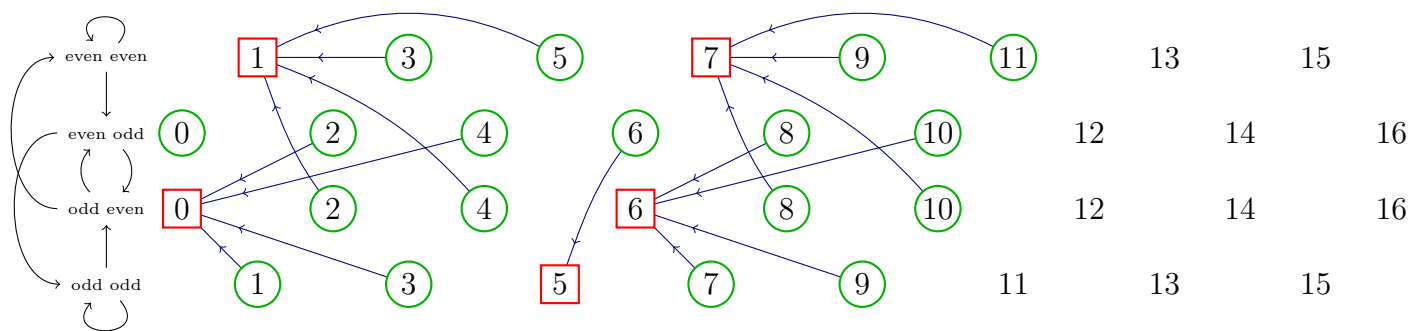 even even 1 3 5 7 9 11 13 15
even odd 0 2 4 6 8 10 12 14 16
odd even 0 2 4 6 8 10 12 14 16
odd odd 1 3 5 7 9 11 13 15